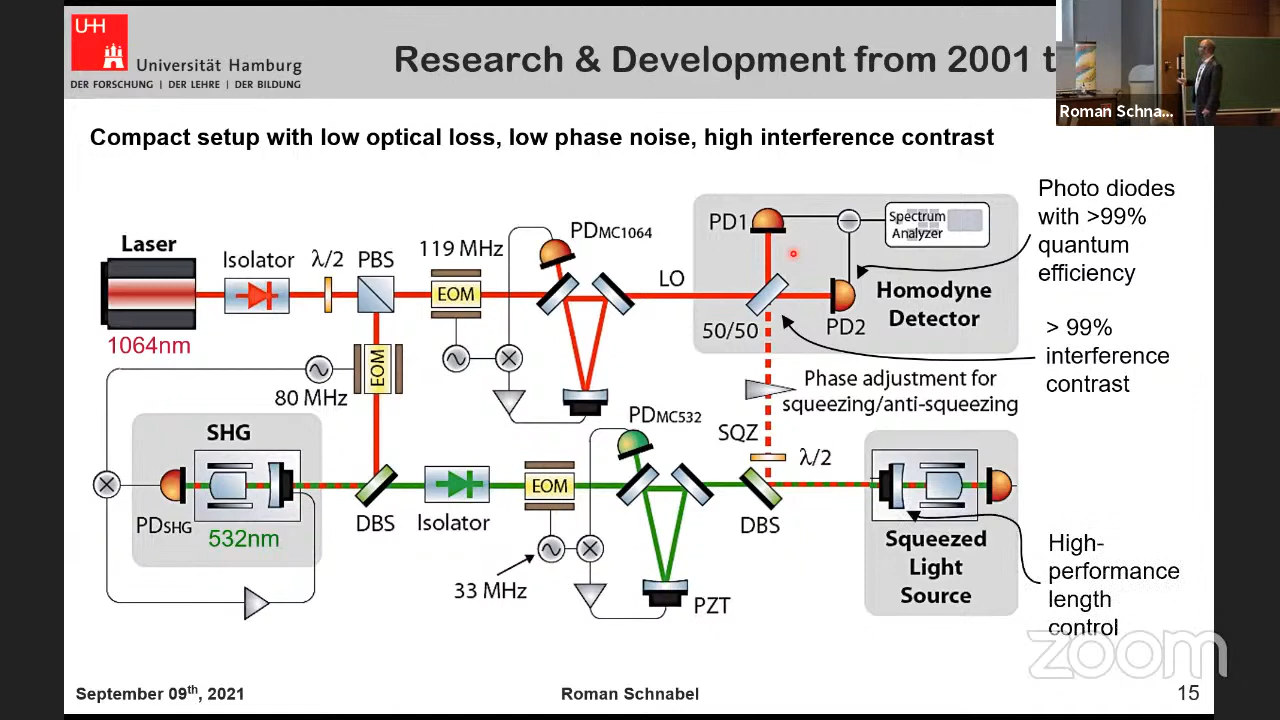 UHH
Universität Hamburg
DER FORSCHUNG | DER LEHRE | DER BILDUNG
Research & Development from 2001 t
Roman Schna...
Compact setup with low optical loss, low phase noise, high interference contrast
Photo diodes
with >99%
quantum
efficiency
> 99%
interference
contrast
Laser
1064nm
Isolator
λ/2
PBS
119 MHz
EOM
PDMC1064
LO
PD1
Spectrum
Analyzer
50/50
PD2
Homodyne
Detector
EOM
80 MHz
Phase adjustment for
squeezing/anti-squeezing
SHG
PDSHG
532nm
DBS
Isolator
EOM
33 MHz
PDMC532
PZT
SQZ
λ/2
DBS
Squeezed
Light
Source
High-
performance
length
control
zoom
September 09th, 2021
Roman Schnabel
15